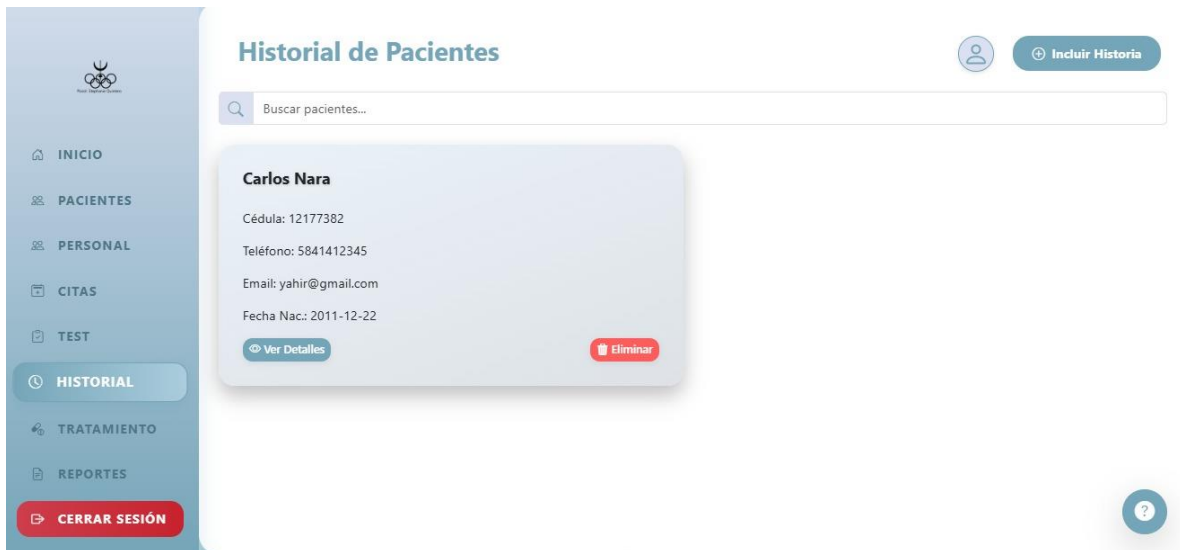 Historial de Pacientes
Incluir Historia
Buscar pacientes...
INICIO
PACIENTES
PERSONAL
CITAS
TEST
HISTORIAL
TRATAMIENTO
REPORTES
CERRAR SESIÓN
Carlos Nara
Cédula: 12177382
Teléfono: 5841412345
Email: yahir@gmail.com
Fecha Nac.: 2011-12-22
Ver Detalles
Eliminar
?